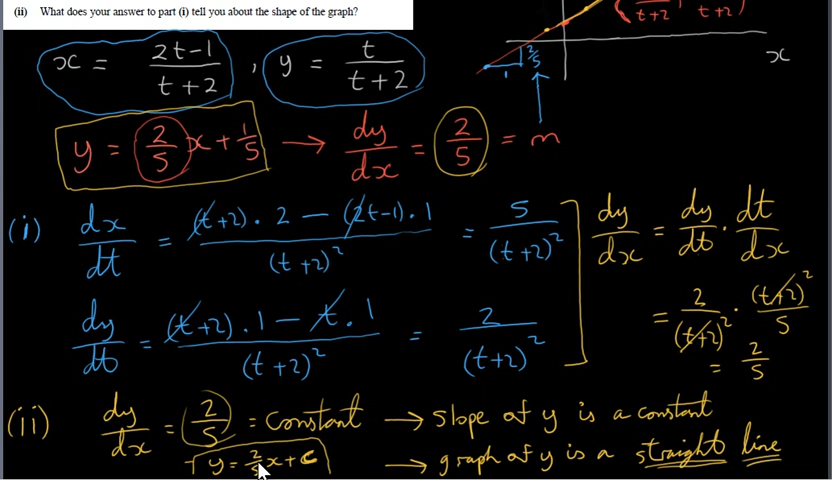 (ii) What does your answer to part (i) tell you about the shape of the graph?
t+2 , t+2
x = (2t-1)/(t+2) , y = t/(t+2)
2/5
1
x
y = 2/5 x + 1/5 → dy/dx = 2/5 = m
(i) dx/dt = ((t+2)·2 − (2t−1)·1)/(t+2)² = 5/(t+2)²
dy/dt = ((t+2)·1 − t·1)/(t+2)² = 2/(t+2)²
dy/dx = dy/dt · dt/dx
= 2/(t+2)² · (t+2)²/5
= 2/5
(ii) dy/dx = 2/5 = constant → slope of y is a constant
y = 2/5 x + c → graph of y is a straight line